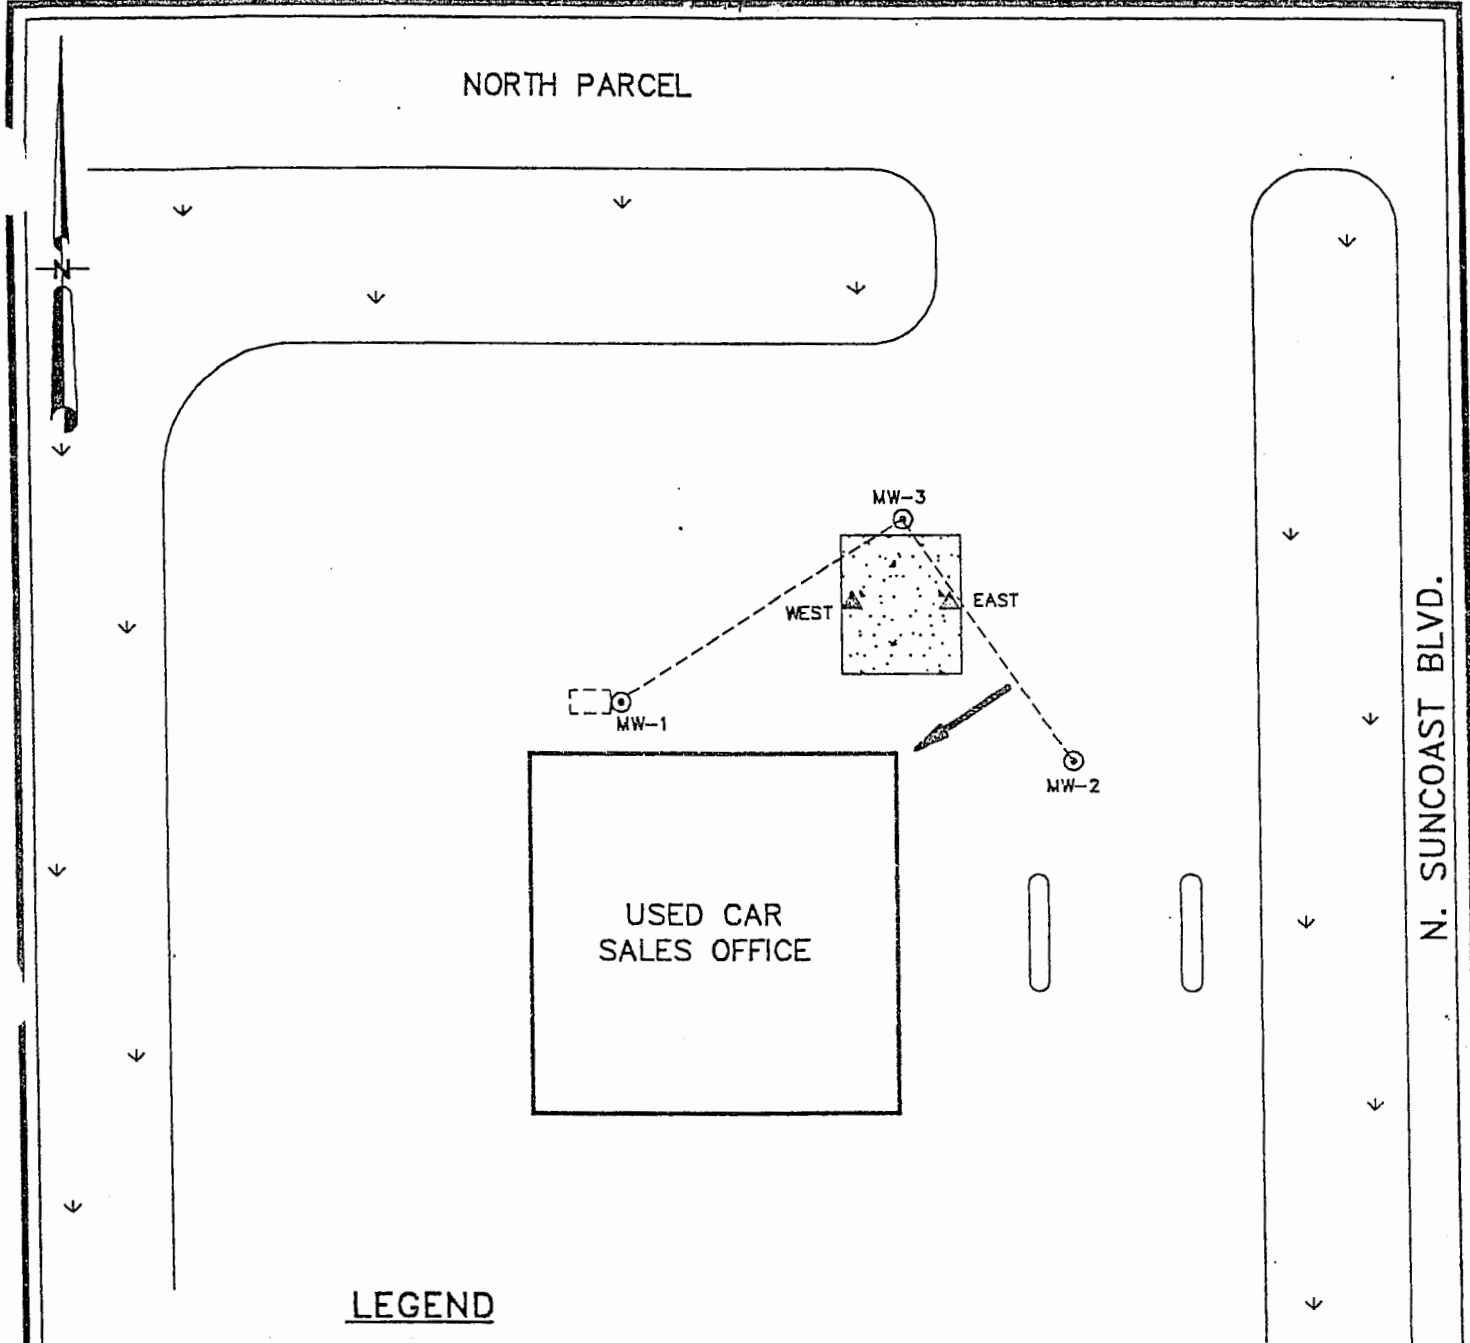 NORTH PARCEL
N
MW-3
WEST
EAST
MW-1
MW-2
N. SUNCOAST BLVD.
USED CAR
SALES OFFICE
LEGEND